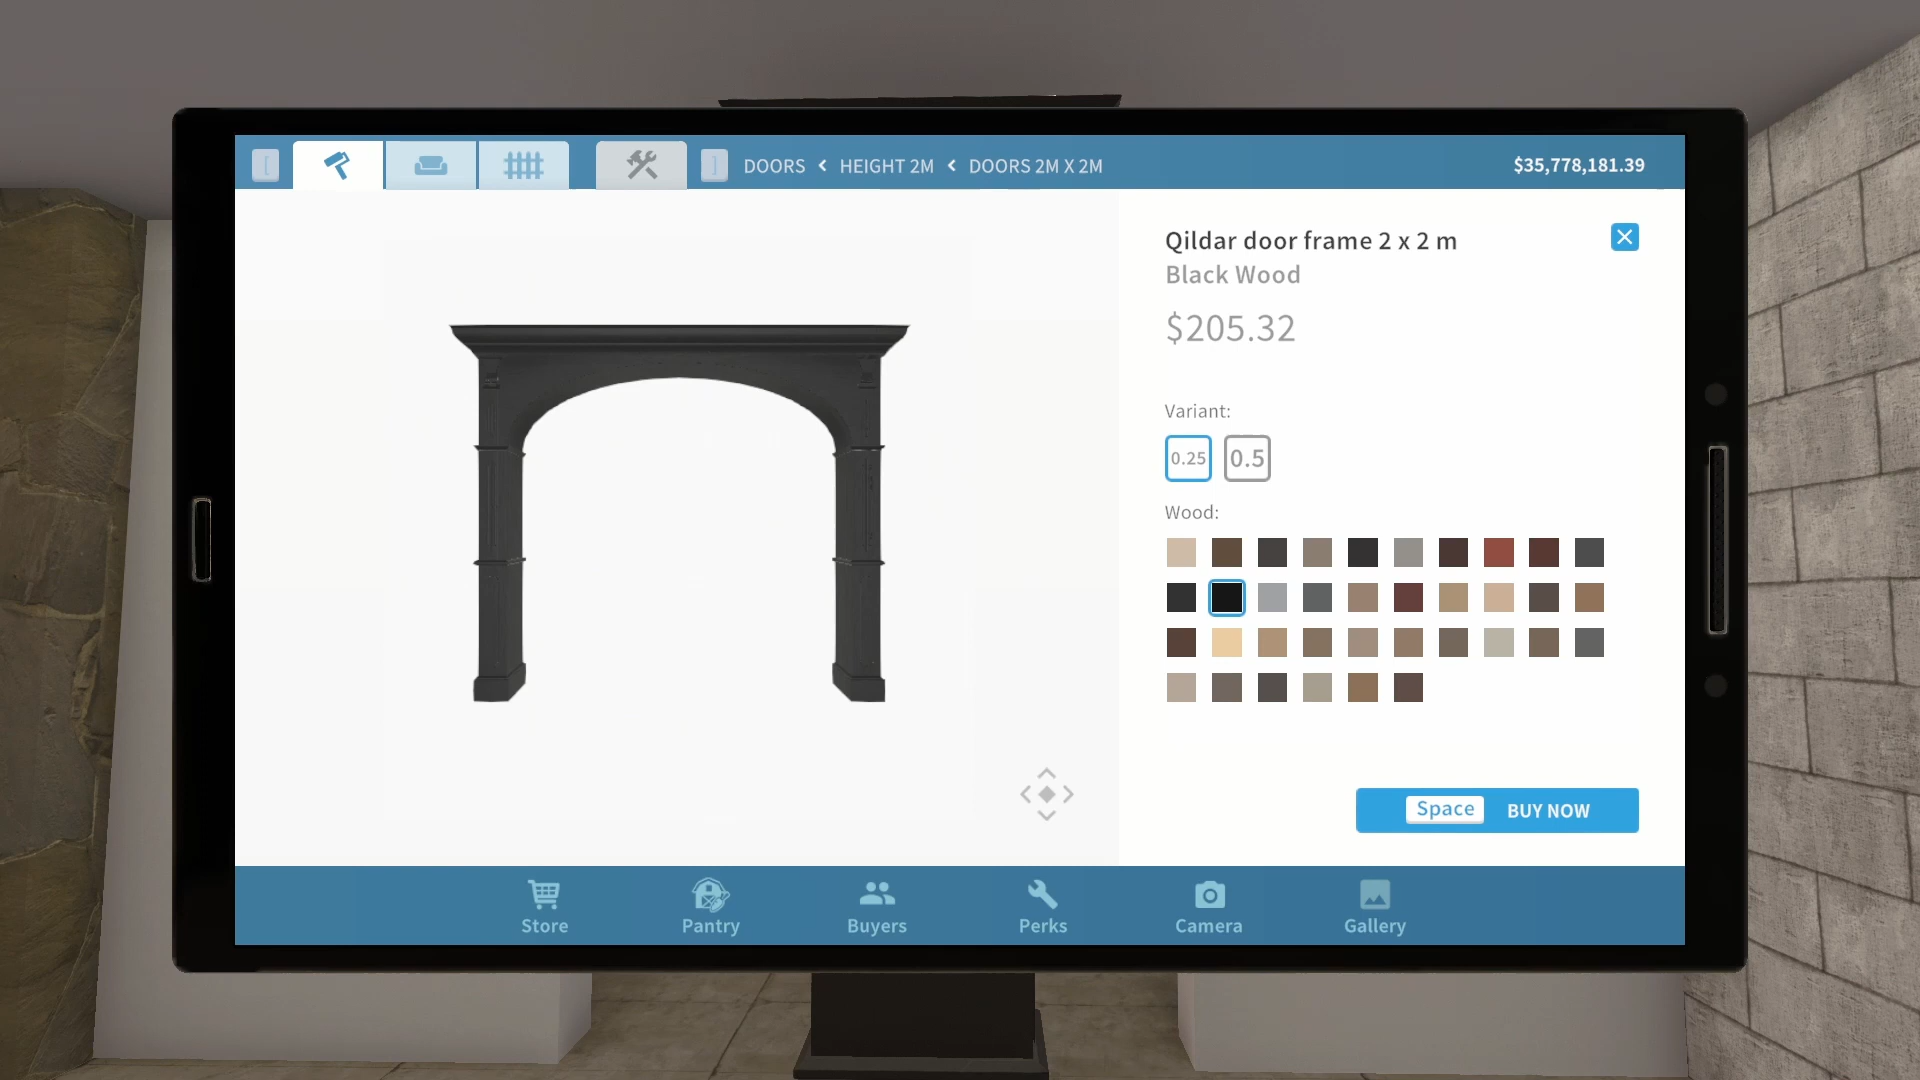 [
]
DOORS < HEIGHT 2M < DOORS 2M X 2M
$35,778,181.39
Qildar door frame 2 x 2 m
Black Wood
$205.32
Variant:
0.25 0.5
Wood:
Space BUY NOW
Store Pantry Buyers Perks Camera Gallery